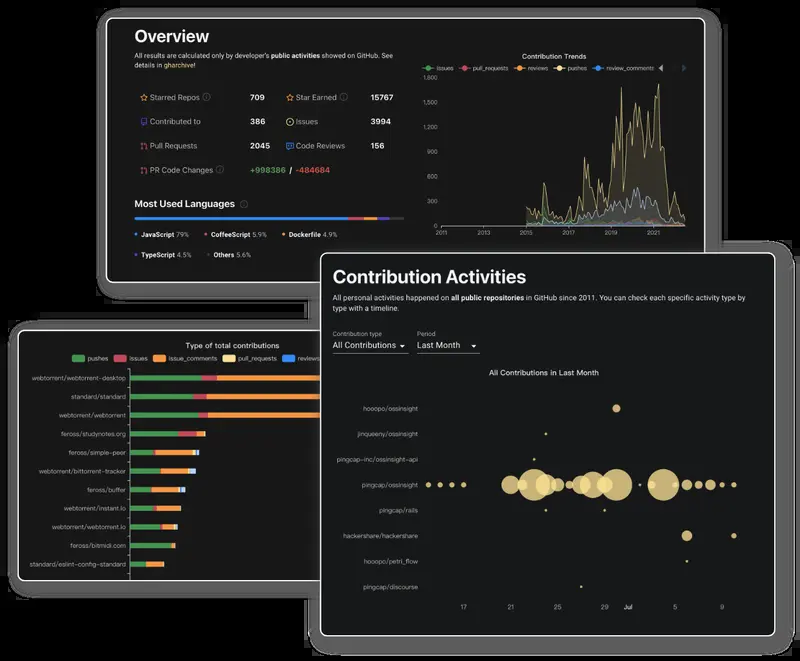 Overview
All results are calculated only by developer's public activities showed on GitHub. See
details in gharchive!
Starred Repos 709 Star Earned 15767
Contributed to 386 Issues 3994
Pull Requests 2045 Code Reviews 156
PR Code Changes +998386 / -484684
Most Used Languages
JavaScript 79% CoffeeScript 5.9% Dockerfile 4.9%
TypeScript 4.5% Others 5.6%
Contribution Trends
issues pull_requests reviews pushes review_comments
1,600
1,200
900
600
300
0
2011 2013 2015 2017 2019 2021
Type of total contributions
pushes issues issue_comments pull_requests reviews
webtorrent/webtorrent-desktop
standard/standard
webtorrent/webtorrent
feross/studynotes.org
feross/simple-peer
webtorrent/bittorrent-tracker
feross/buffer
webtorrent/instant.io
webtorrent/webtorrent.io
feross/bitmidi.com
standard/eslint-config-standard
Contribution Activities
All personal activities happened on all public repositories in GitHub since 2011. You can check each specific activity type by
type with a timeline.
Contribution type Period
All Contributions Last Month
All Contributions in Last Month
hooopo/ossinsight
jinqueeny/ossinsight
pingcap-inc/ossinsight-api
pingcap/ossinsight
pingcap/rails
hackershare/hackershare
hooopo/petri_flow
pingcap/discourse
17 21 25 29 Jul 5 9